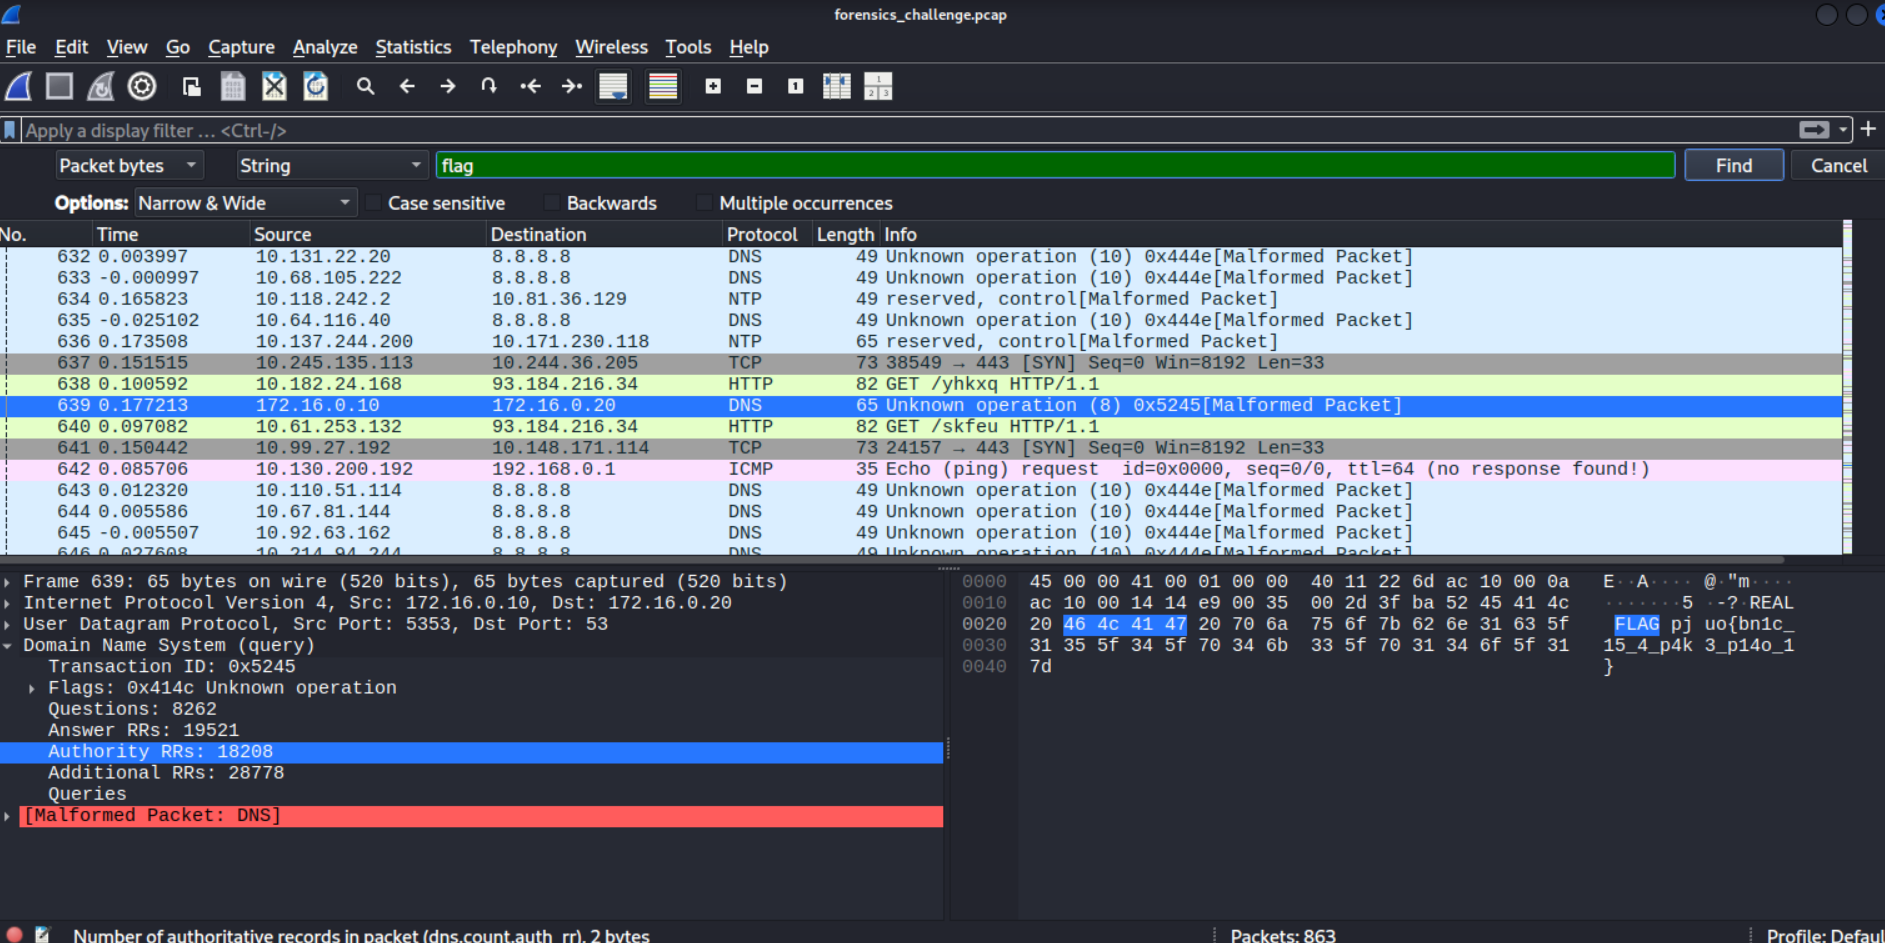 forensics_challenge.pcap
File Edit View Go Capture Analyze Statistics Telephony Wireless Tools Help
Apply a display filter ... <Ctrl-/>
Packet bytes String flag Find Cancel
Options: Narrow & Wide Case sensitive Backwards Multiple occurrences
No. Time Source Destination Protocol Length Info
632 0.003997 10.131.22.20 8.8.8.8 DNS 49 Unknown operation (10) 0x444e[Malformed Packet]
633 -0.000997 10.68.105.222 8.8.8.8 DNS 49 Unknown operation (10) 0x444e[Malformed Packet]
634 0.165823 10.118.242.2 10.81.36.129 NTP 49 reserved, control[Malformed Packet]
635 -0.025102 10.64.116.40 8.8.8.8 DNS 49 Unknown operation (10) 0x444e[Malformed Packet]
636 0.173508 10.137.244.200 10.171.230.118 NTP 65 reserved, control[Malformed Packet]
637 0.151515 10.245.135.113 10.244.36.205 TCP 73 38549 → 443 [SYN] Seq=0 Win=8192 Len=33
638 0.100592 10.182.24.168 93.184.216.34 HTTP 82 GET /yhkxq HTTP/1.1
639 0.177213 172.16.0.10 172.16.0.20 DNS 65 Unknown operation (8) 0x5245[Malformed Packet]
640 0.097082 10.61.253.132 93.184.216.34 HTTP 82 GET /skfeu HTTP/1.1
641 0.150442 10.99.27.192 10.148.171.114 TCP 73 24157 → 443 [SYN] Seq=0 Win=8192 Len=33
642 0.085706 10.130.200.192 192.168.0.1 ICMP 35 Echo (ping) request id=0x0000, seq=0/0, ttl=64 (no response found!)
643 0.012320 10.110.51.114 8.8.8.8 DNS 49 Unknown operation (10) 0x444e[Malformed Packet]
644 0.005586 10.67.81.144 8.8.8.8 DNS 49 Unknown operation (10) 0x444e[Malformed Packet]
645 -0.005507 10.92.63.162 8.8.8.8 DNS 49 Unknown operation (10) 0x444e[Malformed Packet]
646 0.027608 10.214.94.244 8.8.8.8 DNS 49 Unknown operation (10) 0x444e[Malformed Packet]
Frame 639: 65 bytes on wire (520 bits), 65 bytes captured (520 bits)
Internet Protocol Version 4, Src: 172.16.0.10, Dst: 172.16.0.20
User Datagram Protocol, Src Port: 5353, Dst Port: 53
Domain Name System (query)
Transaction ID: 0x5245
Flags: 0x414c Unknown operation
Questions: 8262
Answer RRs: 19521
Authority RRs: 18208
Additional RRs: 28778
Queries
[Malformed Packet: DNS]
0000 45 00 00 41 00 01 00 00 40 11 22 6d ac 10 00 0a E··A···· @·"m····
0010 ac 10 00 14 14 e9 00 35 00 2d 3f ba 52 45 41 4c ·······5 ·-?·REAL
0020 20 46 4c 41 47 20 70 6a 75 6f 7b 62 6e 31 63 5f FLAG pj uo{bn1c_
0030 31 35 5f 34 5f 70 34 6b 33 5f 70 31 34 6f 5f 31 15_4_p4k 3_p14o_1
0040 7d }
Number of authoritative records in packet (dns.count.auth_rr), 2 bytes
Packets: 863
Profile: Defaul